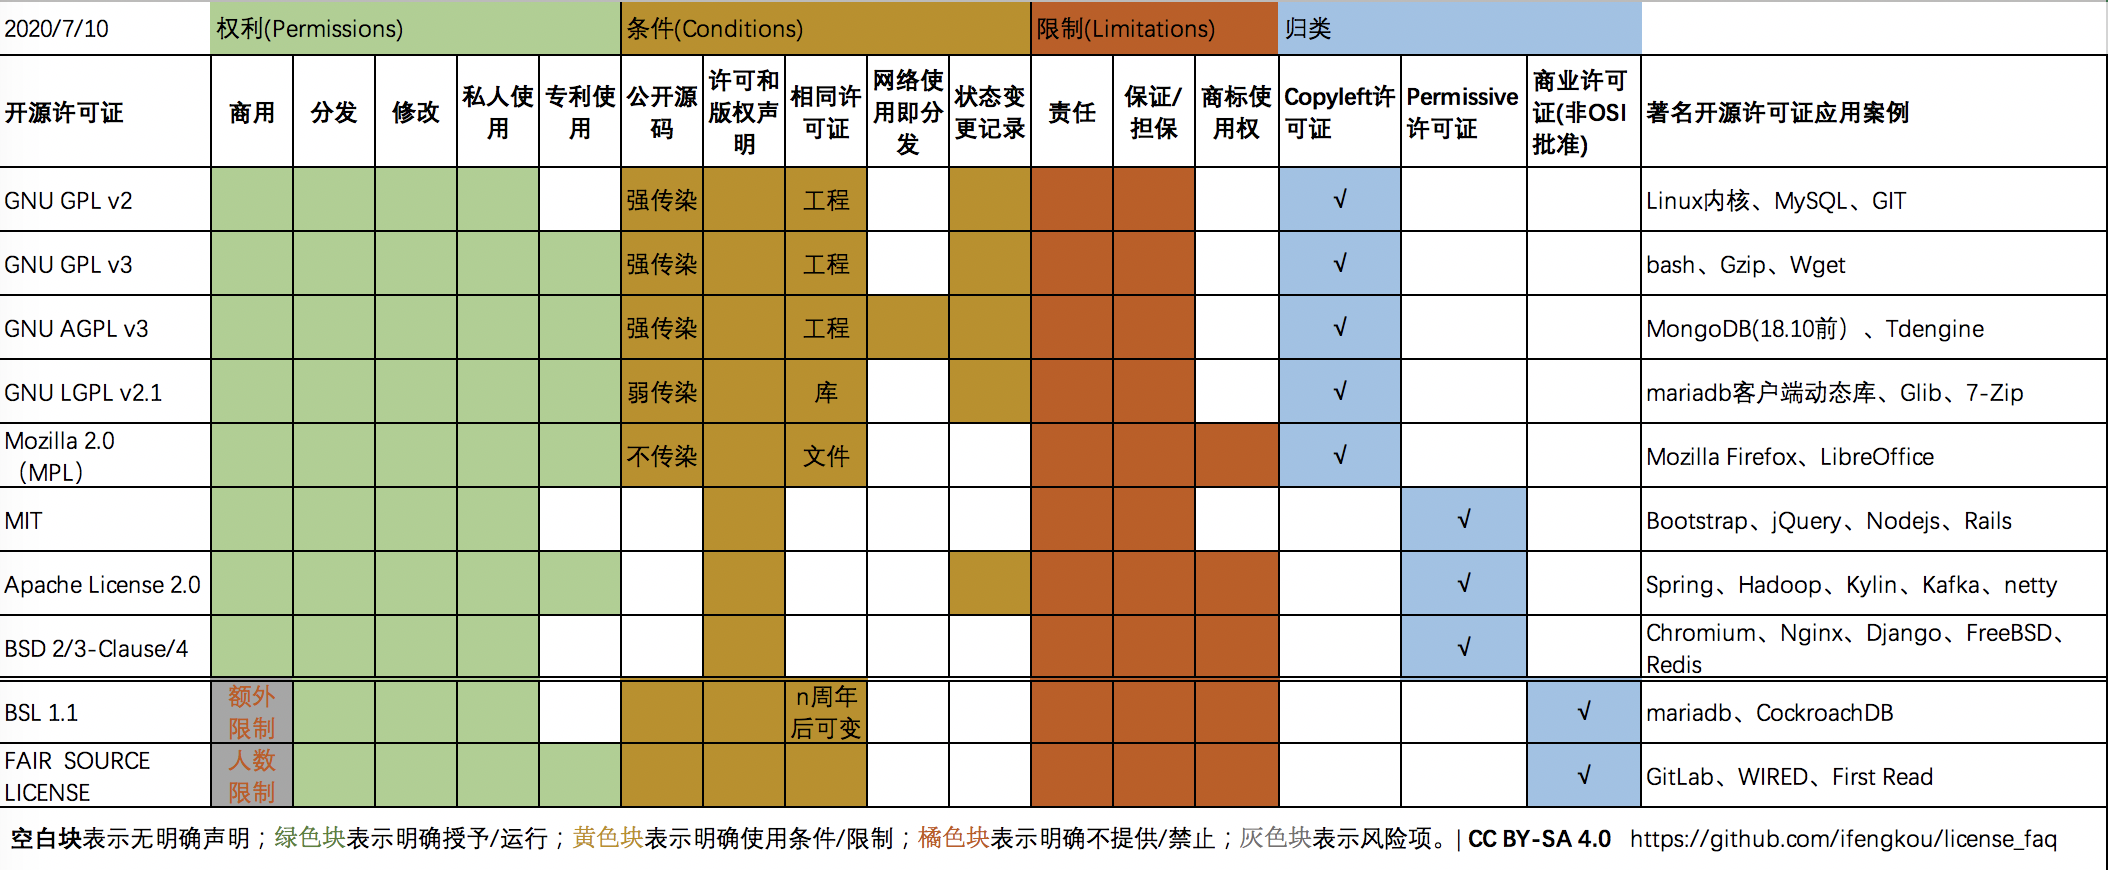 2020/7/10 权利(Permissions) 条件(Conditions) 限制(Limitations) 归类
开源许可证 商用 分发 修改 私人使用 专利使用 公开源码 许可和版权声明 相同许可证 网络使用即分发 状态变更记录 责任 保证/担保 商标使用权 Copyleft许可证 Permissive许可证 商业许可证(非OSI批准) 著名开源许可证应用案例
GNU GPL v2 强传染 工程 √ Linux内核、MySQL、GIT
GNU GPL v3 强传染 工程 √ bash、Gzip、Wget
GNU AGPL v3 强传染 工程 √ MongoDB(18.10前）、Tdengine
GNU LGPL v2.1 弱传染 库 √ mariadb客户端动态库、Glib、7-Zip
Mozilla 2.0（MPL） 不传染 文件 √ Mozilla Firefox、LibreOffice
MIT √ Bootstrap、jQuery、Nodejs、Rails
Apache License 2.0 √ Spring、Hadoop、Kylin、Kafka、netty
BSD 2/3-Clause/4 √ Chromium、Nginx、Django、FreeBSD、Redis
BSL 1.1 额外限制 n周年后可变 √ mariadb、CockroachDB
FAIR SOURCE LICENSE 人数限制 √ GitLab、WIRED、First Read
空白块表示无明确声明；绿色块表示明确授予/运行；黄色块表示明确使用条件/限制；橘色块表示明确不提供/禁止；灰色块表示风险项。| CC BY-SA 4.0 https://github.com/ifengkou/license_faq